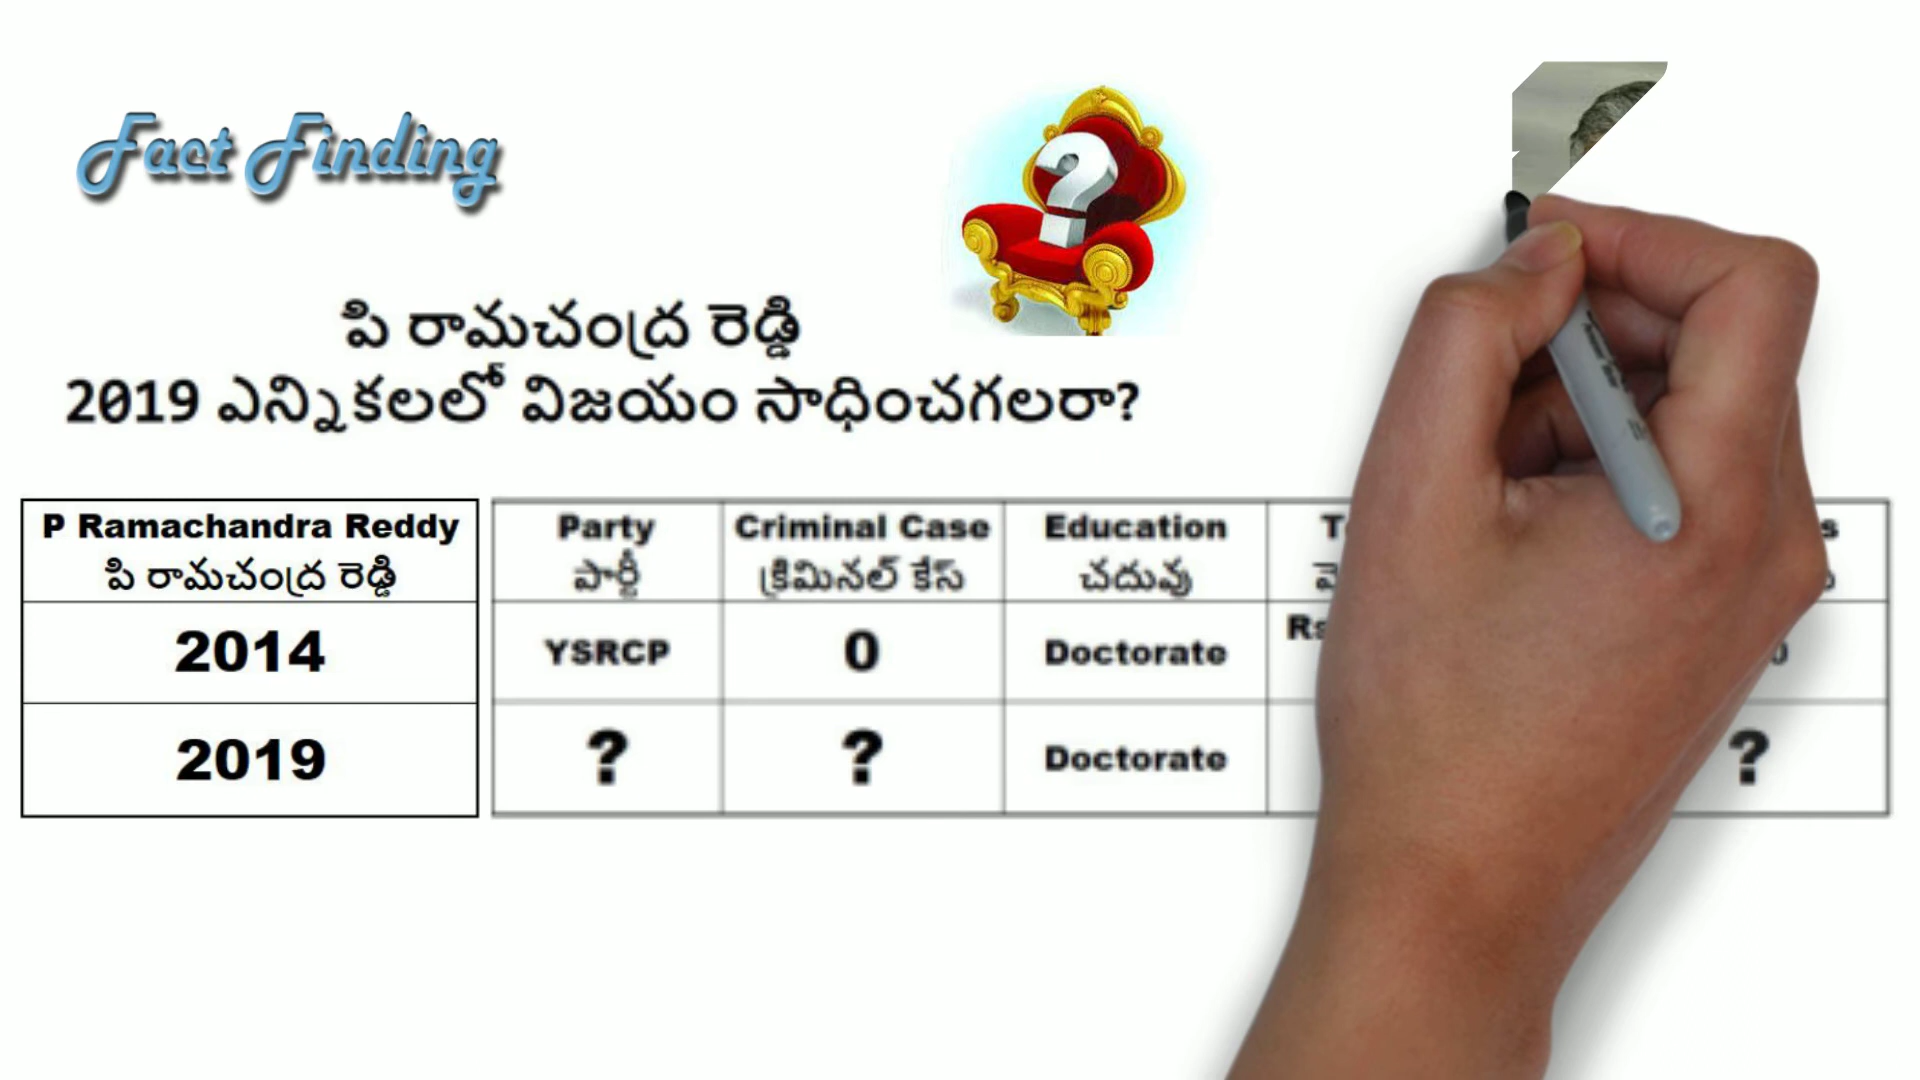 Fact Finding
పి రామచంద్ర రెడ్డి
2019 ఎన్నికలలో విజయం సాధించగలరా?
P Ramachandra Reddy Party Criminal Case Education
పి రామచంద్ర రెడ్డి పార్టీ క్రిమినల్ కేస్ చదువు
2014 YSRCP 0 Doctorate
2019 ? ? Doctorate ?